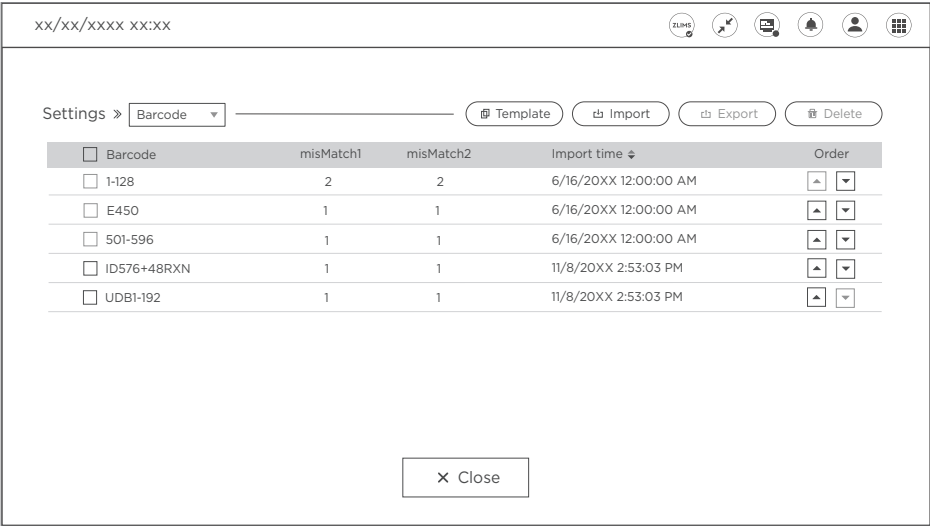 xx/xx/xxxx xx:xx ZLIMS
Settings » Barcode Template Import Export Delete
Barcode misMatch1 misMatch2 Import time Order
1-128 2 2 6/16/20XX 12:00:00 AM
E450 1 1 6/16/20XX 12:00:00 AM
501-596 1 1 6/16/20XX 12:00:00 AM
ID576+48RXN 1 1 11/8/20XX 2:53:03 PM
UDB1-192 1 1 11/8/20XX 2:53:03 PM
× Close